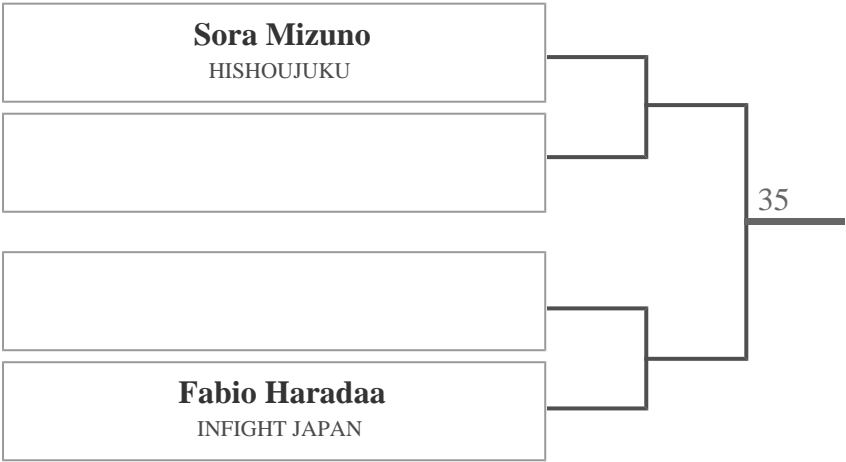 Sora Mizuno
HISHOUJUKU
35
Fabio Haradaa
INFIGHT JAPAN